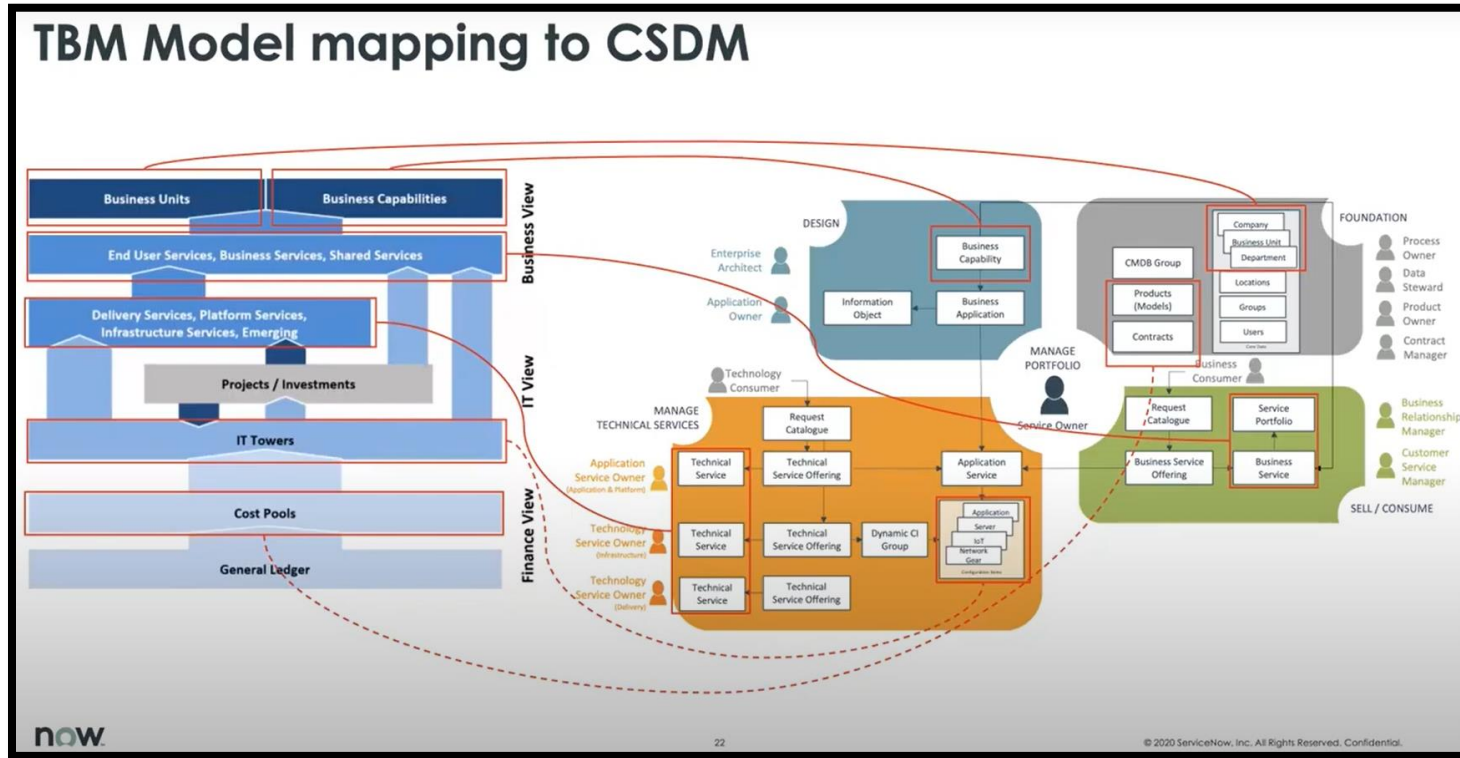 TBM Model mapping to CSDM
Business Units
Business Capabilities
End User Services, Business Services, Shared Services
Delivery Services, Platform Services,
Infrastructure Services, Emerging
Projects / Investments
IT Towers
Cost Pools
General Ledger
Business View
IT View
Finance View
DESIGN
Enterprise
Architect
Application
Owner
Business
Capability
Information
Object
Business
Application
FOUNDATION
CMDB Group
Products
(Models)
Contracts
Company
Business Unit
Department
Locations
Groups
Users
Core Data
Process
Owner
Data
Steward
Product
Owner
Contract
Manager
MANAGE
PORTFOLIO
Service Owner
Technology
Consumer
MANAGE
TECHNICAL SERVICES
Request
Catalogue
Application
Service Owner
(Application & Platform)
Technical
Service
Technical
Service Offering
Application
Service
Technology
Service Owner
(Infrastructure)
Technical
Service
Technical
Service Offering
Dynamic CI
Group
Application
Server
IoT
Network
Gear
Configuration Items
Technology
Service Owner
(Delivery)
Technical
Service
Technical
Service Offering
Business
Consumer
Request
Catalogue
Service
Portfolio
Business Service
Offering
Business
Service
Business
Relationship
Manager
Customer
Service
Manager
SELL / CONSUME
now.
22
© 2020 ServiceNow, Inc. All Rights Reserved. Confidential.